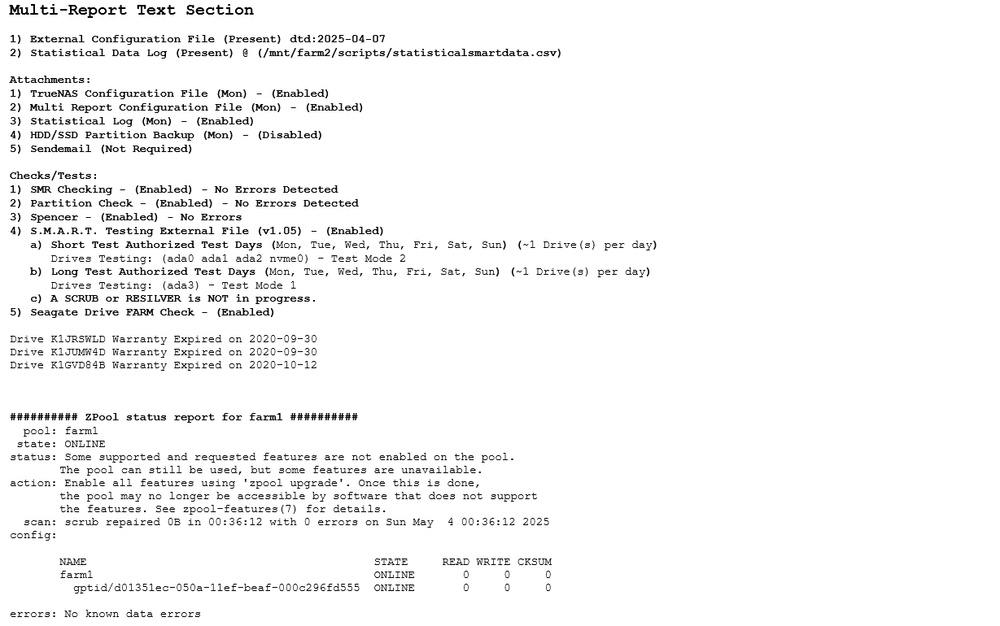 Multi-Report Text Section
1) External Configuration File (Present) dtd:2025-04-07
2) Statistical Data Log (Present) @ (/mnt/farm2/scripts/statisticalsmartdata.csv)
Attachments:
1) TrueNAS Configuration File (Mon) - (Enabled)
2) Multi Report Configuration File (Mon) - (Enabled)
3) Statistical Log (Mon) - (Enabled)
4) HDD/SSD Partition Backup (Mon) - (Disabled)
5) Sendemail (Not Required)
Checks/Tests:
1) SMR Checking - (Enabled) - No Errors Detected
2) Partition Check - (Enabled) - No Errors Detected
3) Spencer - (Enabled) - No Errors
4) S.M.A.R.T. Testing External File (v1.05) - (Enabled)
a) Short Test Authorized Test Days (Mon, Tue, Wed, Thu, Fri, Sat, Sun) (~1 Drive(s) per day)
Drives Testing: (ada0 ada1 ada2 nvme0) - Test Mode 2
b) Long Test Authorized Test Days (Mon, Tue, Wed, Thu, Fri, Sat, Sun) (~1 Drive(s) per day)
Drives Testing: (ada3) - Test Mode 1
c) A SCRUB or RESILVER is NOT in progress.
5) Seagate Drive FARM Check - (Enabled)
Drive K1JRSWLD Warranty Expired on 2020-09-30
Drive K1JUMW4D Warranty Expired on 2020-09-30
Drive K1GVD84B Warranty Expired on 2020-10-12
########## ZPool status report for farm1 ##########
pool: farm1
state: ONLINE
status: Some supported and requested features are not enabled on the pool.
The pool can still be used, but some features are unavailable.
action: Enable all features using 'zpool upgrade'. Once this is done,
the pool may no longer be accessible by software that does not support
the features. See zpool-features(7) for details.
scan: scrub repaired 0B in 00:36:12 with 0 errors on Sun May  4 00:36:12 2025
config:
NAME STATE READ WRITE CKSUM
farm1 ONLINE 0 0 0
gptid/d01351ec-050a-11ef-beaf-000c296fd555 ONLINE 0 0 0
errors: No known data errors